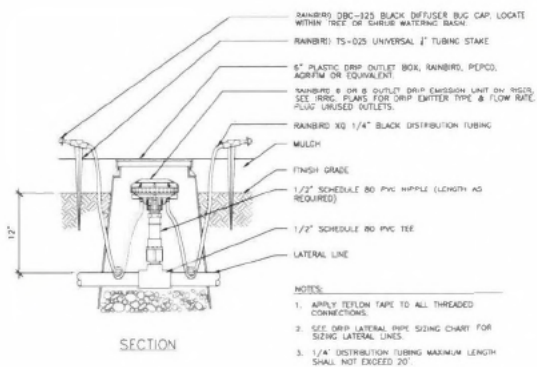 RAINBIRD DBC-025 BLACK DIFFUSER BUG CAP, LOCATE
WITHIN TREE OR SHRUB WATERING BASIN.
RAINBIRD TS-025 UNIVERSAL ¼" TUBING STAKE
6" PLASTIC DRIP OUTLET BOX, RAINBIRD, PEPCO,
AGRIFIM OR EQUIVALENT.
RAINBIRD 6 OR 8 OUTLET DRIP EMISSION UNIT ON RISER,
SEE IRRIG. PLANS FOR DRIP EMITTER TYPE & FLOW RATE.
PLUG UNUSED OUTLETS.
RAINBIRD XQ 1/4" BLACK DISTRIBUTION TUBING
MULCH
FINISH GRADE
1/2" SCHEDULE 80 PVC NIPPLE (LENGTH AS
REQUIRED)
1/2" SCHEDULE 80 PVC TEE
LATERAL LINE
12"
SECTION
NOTES:
1. APPLY TEFLON TAPE TO ALL THREADED
CONNECTIONS.
2. SEE DRIP LATERAL PIPE SIZING CHART FOR
SIZING LATERAL LINES.
3. 1/4" DISTRIBUTION TUBING MAXIMUM LENGTH
SHALL NOT EXCEED 20'.